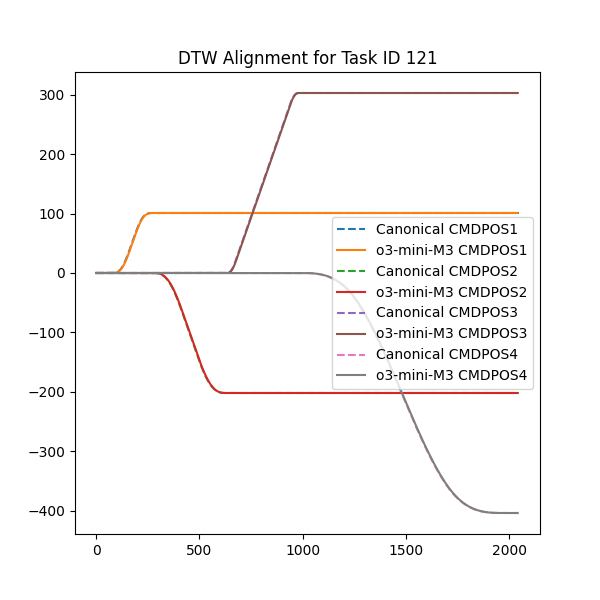 DTW Alignment for Task ID 121
300
200
100
0
−100
−200
−300
−400
Canonical CMDPOS1
o3-mini-M3 CMDPOS1
Canonical CMDPOS2
o3-mini-M3 CMDPOS2
Canonical CMDPOS3
o3-mini-M3 CMDPOS3
Canonical CMDPOS4
o3-mini-M3 CMDPOS4
0 500 1000 1500 2000